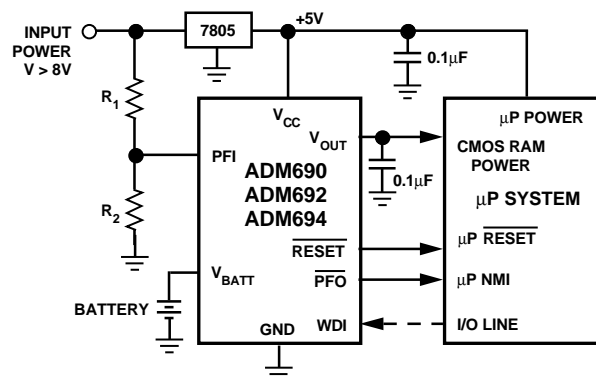 INPUT
POWER
V > 8V
7805
+5V
0.1µF
R1
R2
PFI
VCC
VOUT
ADM690
ADM692
ADM694
0.1µF
RESET
PFO
VBATT
BATTERY
GND
WDI
µP POWER
CMOS RAM
POWER
µP SYSTEM
µP RESET
µP NMI
I/O LINE